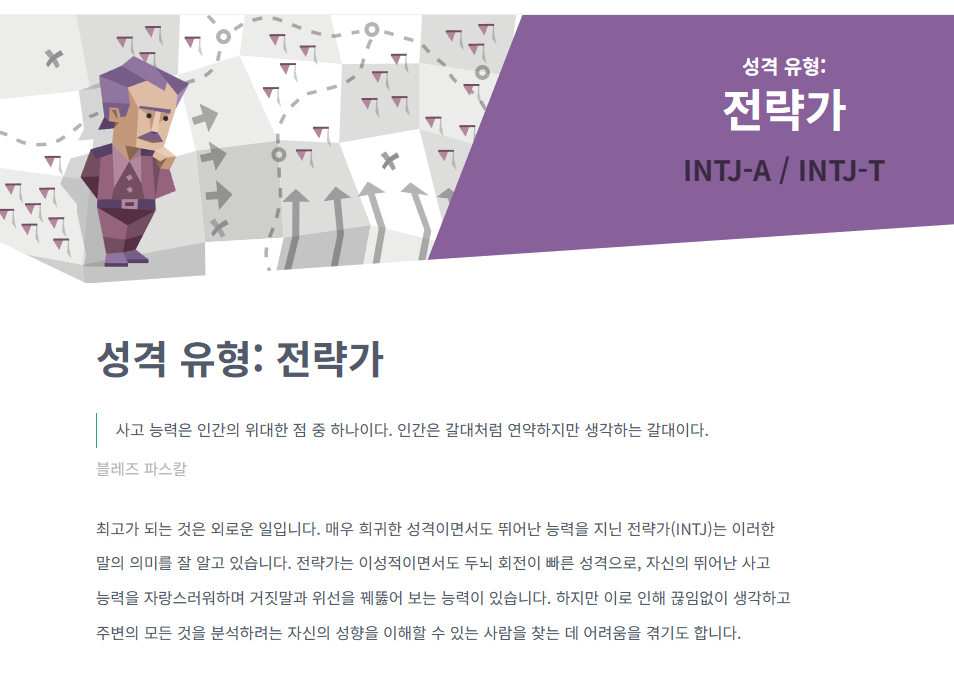 성격 유형:
전략가
INTJ-A / INTJ-T
성격 유형: 전략가
사고 능력은 인간의 위대한 점 중 하나이다. 인간은 갈대처럼 연약하지만 생각하는 갈대이다.
블레즈 파스칼
최고가 되는 것은 외로운 일입니다. 매우 희귀한 성격이면서도 뛰어난 능력을 지닌 전략가(INTJ)는 이러한
말의 의미를 잘 알고 있습니다. 전략가는 이성적이면서도 두뇌 회전이 빠른 성격으로, 자신의 뛰어난 사고
능력을 자랑스러워하며 거짓말과 위선을 꿰뚫어 보는 능력이 있습니다. 하지만 이로 인해 끊임없이 생각하고
주변의 모든 것을 분석하려는 자신의 성향을 이해할 수 있는 사람을 찾는 데 어려움을 겪기도 합니다.